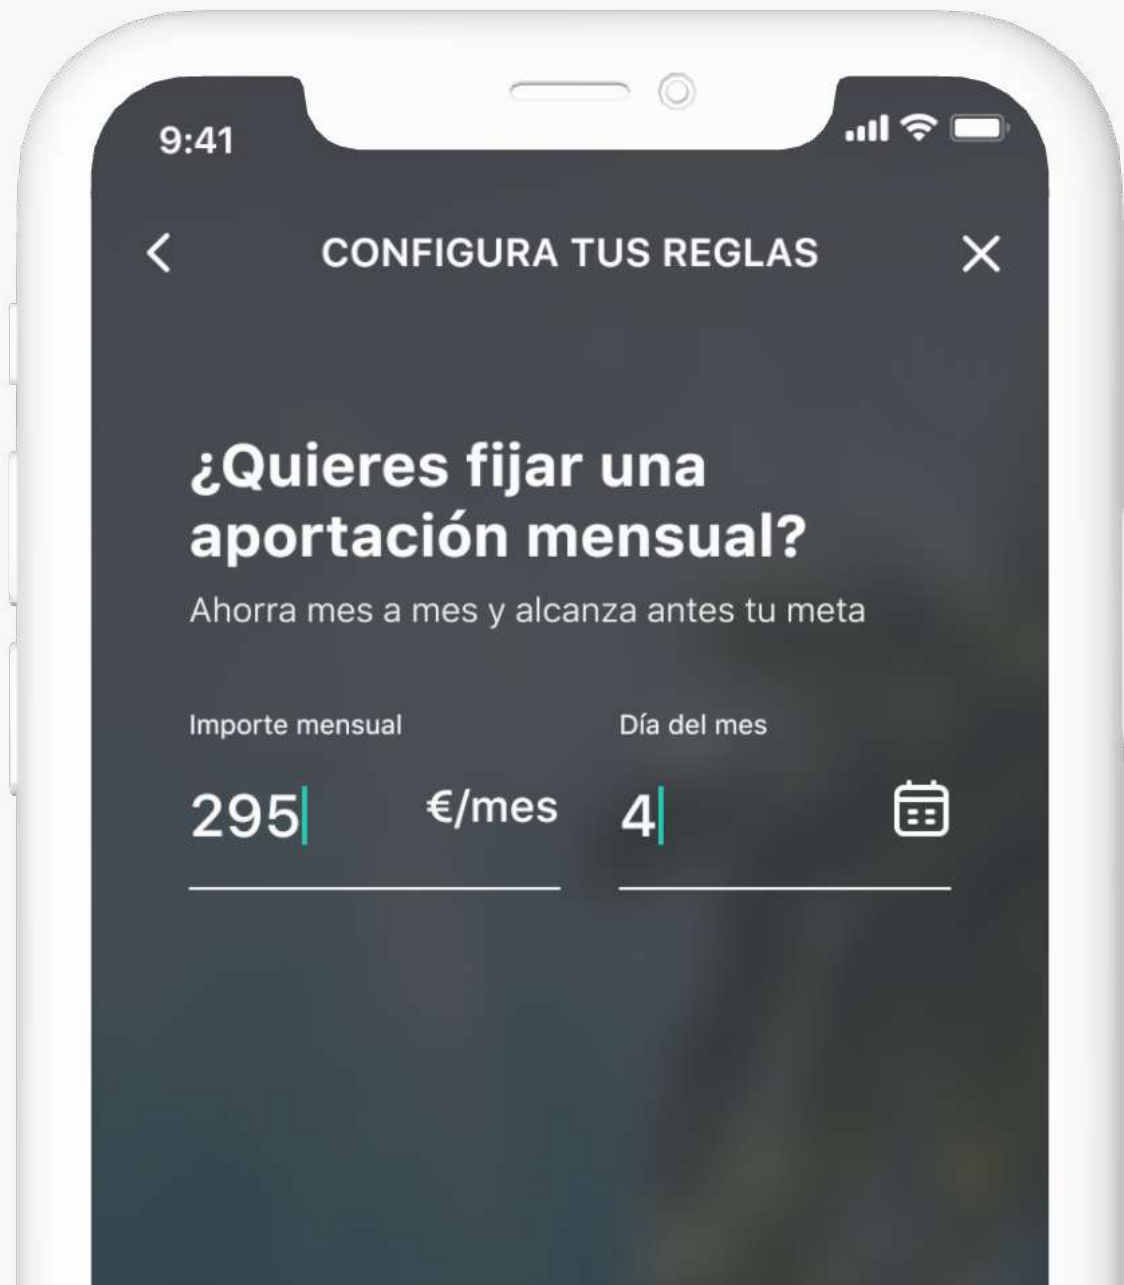 9:41
CONFIGURA TUS REGLAS
¿Quieres fijar una
aportación mensual?
Ahorra mes a mes y alcanza antes tu meta
Importe mensual
Día del mes
295 €/mes
4